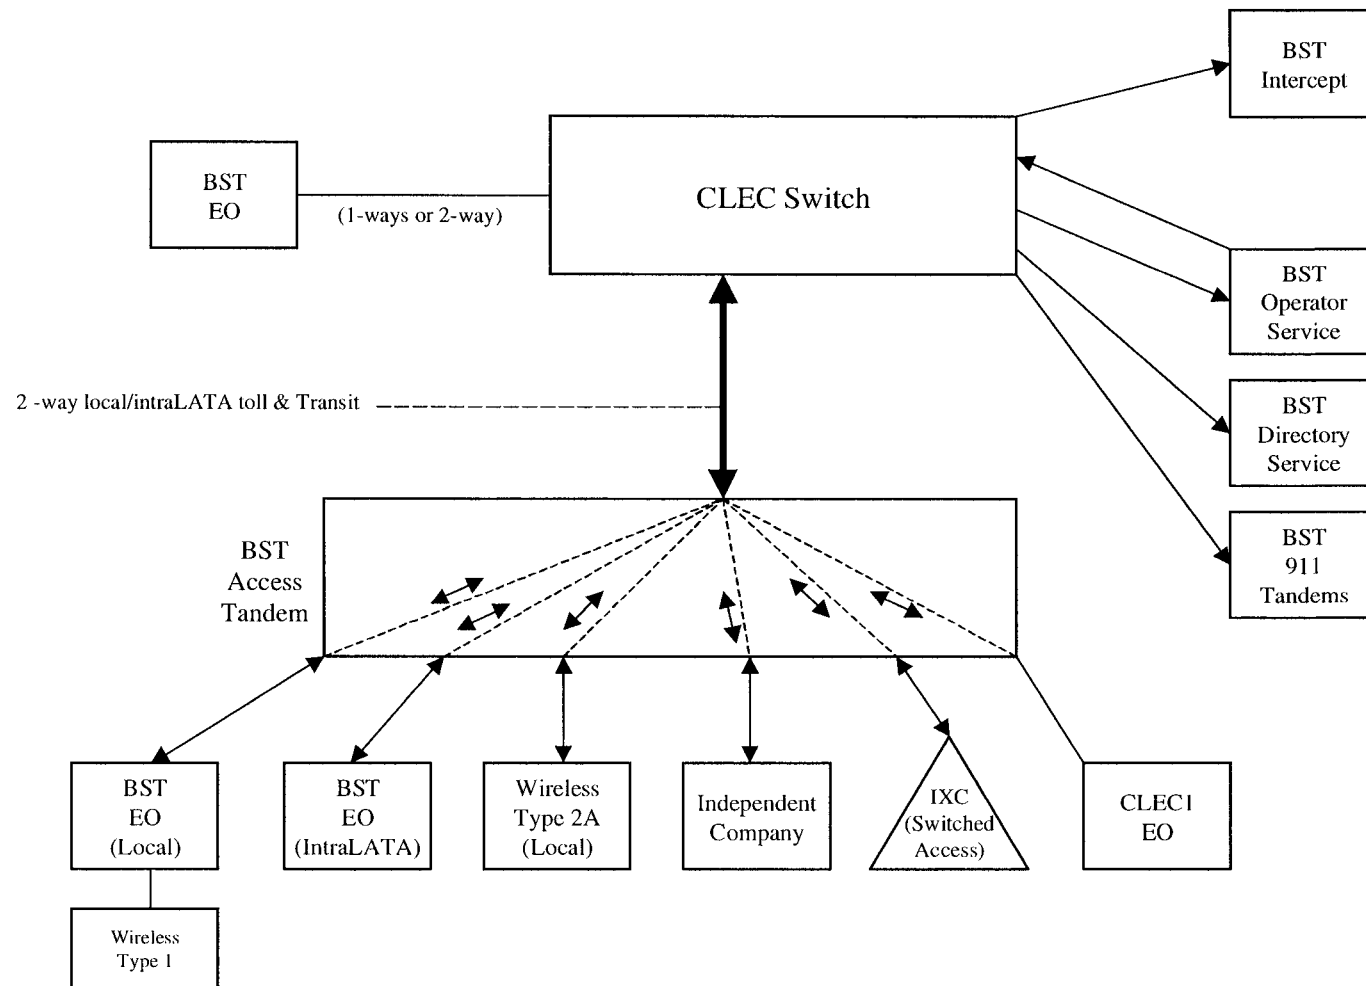 BST
Intercept
BST
EO
(1-ways or 2-way)
CLEC Switch
BST
Operator
Service
2 -way local/intraLATA toll & Transit
BST
Directory
Service
BST
911
Tandems
BST
Access
Tandem
BST
EO
(Local)
BST
EO
(IntraLATA)
Wireless
Type 2A
(Local)
Independent
Company
IXC
(Switched
Access)
CLEC1
EO
Wireless
Type 1